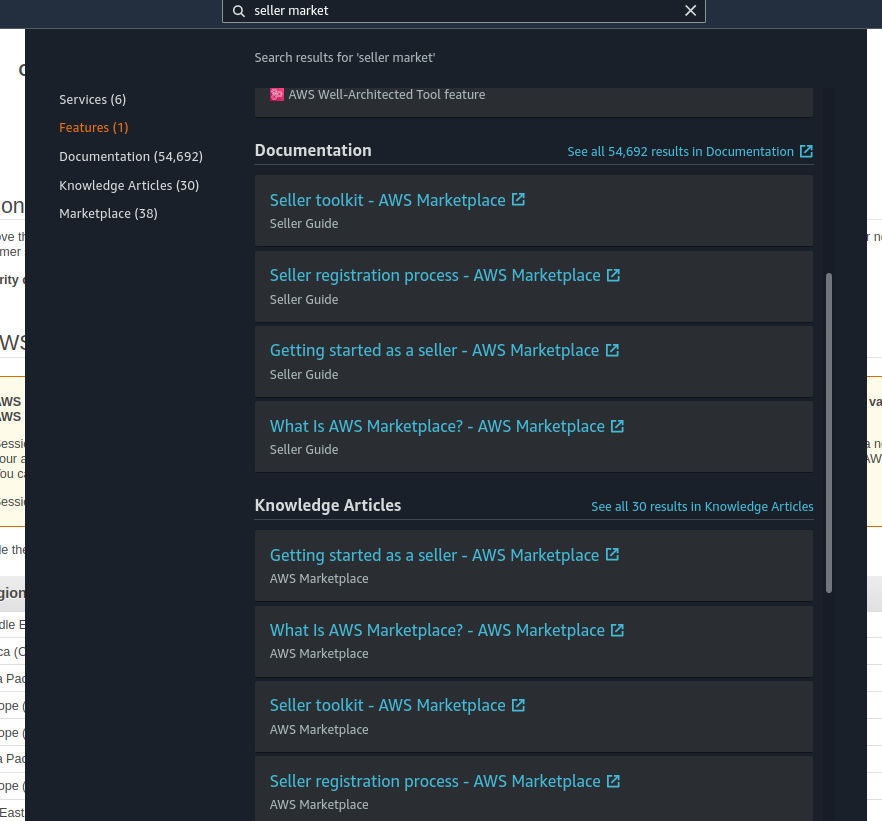 seller market
Search results for 'seller market'
Services (6)
Features (1)
Documentation (54,692)
Knowledge Articles (30)
Marketplace (38)
AWS Well-Architected Tool feature
Documentation
See all 54,692 results in Documentation
Seller toolkit - AWS Marketplace
Seller Guide
Seller registration process - AWS Marketplace
Seller Guide
Getting started as a seller - AWS Marketplace
Seller Guide
What Is AWS Marketplace? - AWS Marketplace
Seller Guide
Knowledge Articles
See all 30 results in Knowledge Articles
Getting started as a seller - AWS Marketplace
AWS Marketplace
What Is AWS Marketplace? - AWS Marketplace
AWS Marketplace
Seller toolkit - AWS Marketplace
AWS Marketplace
Seller registration process - AWS Marketplace
AWS Marketplace